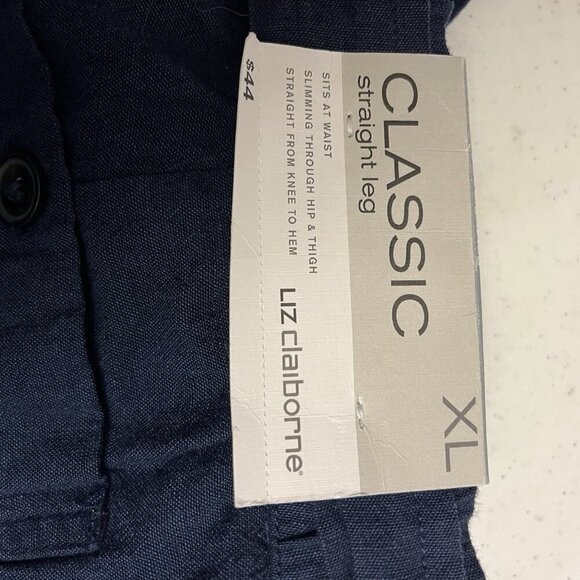 CLASSIC XL
straight leg
SITS AT WAIST
SLIMMING THROUGH HIP & THIGH
STRAIGHT FROM KNEE TO HEM
LIZ claiborne®
$44